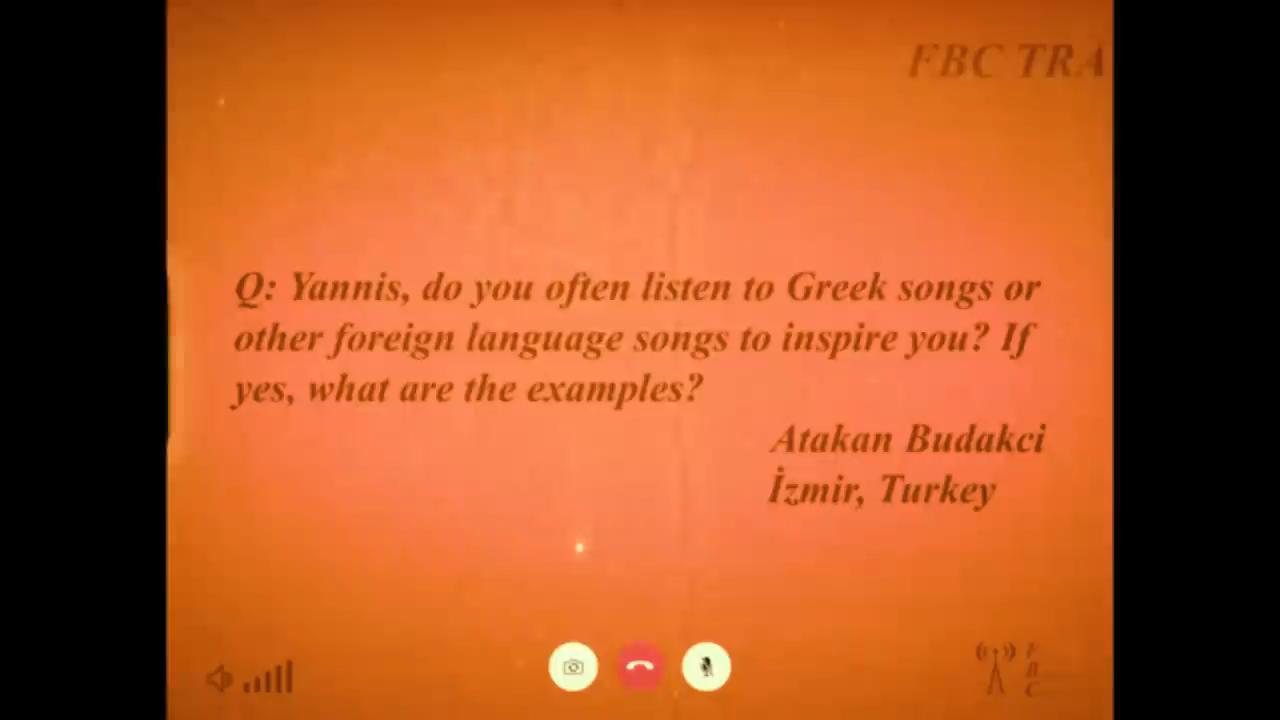 FBC TRA
Q: Yannis, do you often listen to Greek songs or
other foreign language songs to inspire you? If
yes, what are the examples?
Atakan Budakci
İzmir, Turkey
F
B
C